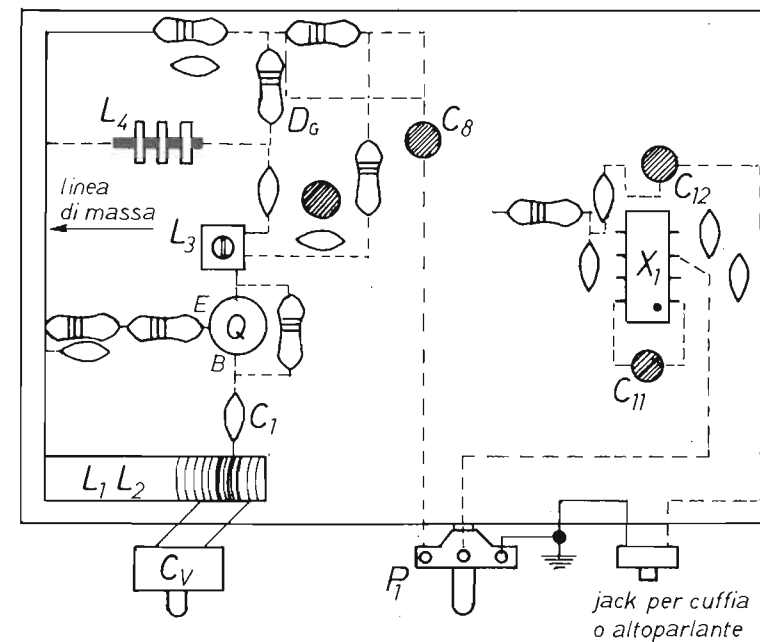 L4
DG
C8
linea
di massa
C12
L3
X1
E
Q
B
C11
C1
L1 L2
CV
P1
jack per cuffia
o altoparlante